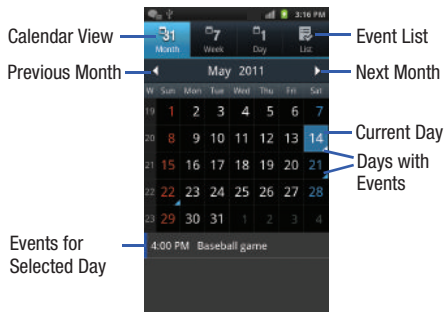 3:16 PM
Calendar View
31 7 1
Month Week Day List
Event List
Previous Month
May 2011
Next Month
W Sun Mon Tue Wed Thu Fri Sat
19 1 2 3 4 5 6 7
20 8 9 10 11 12 13 14
Current Day
21 15 16 17 18 19 20 21
Days with
Events
22 22 23 24 25 26 27 28
23 29 30 31 1 2 3 4
Events for
Selected Day
4:00 PM Baseball game